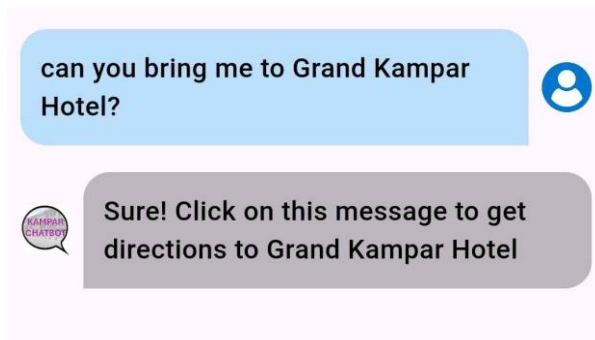 can you bring me to Grand Kampar
Hotel?
KAMPAR
CHATBOT
Sure! Click on this message to get
directions to Grand Kampar Hotel